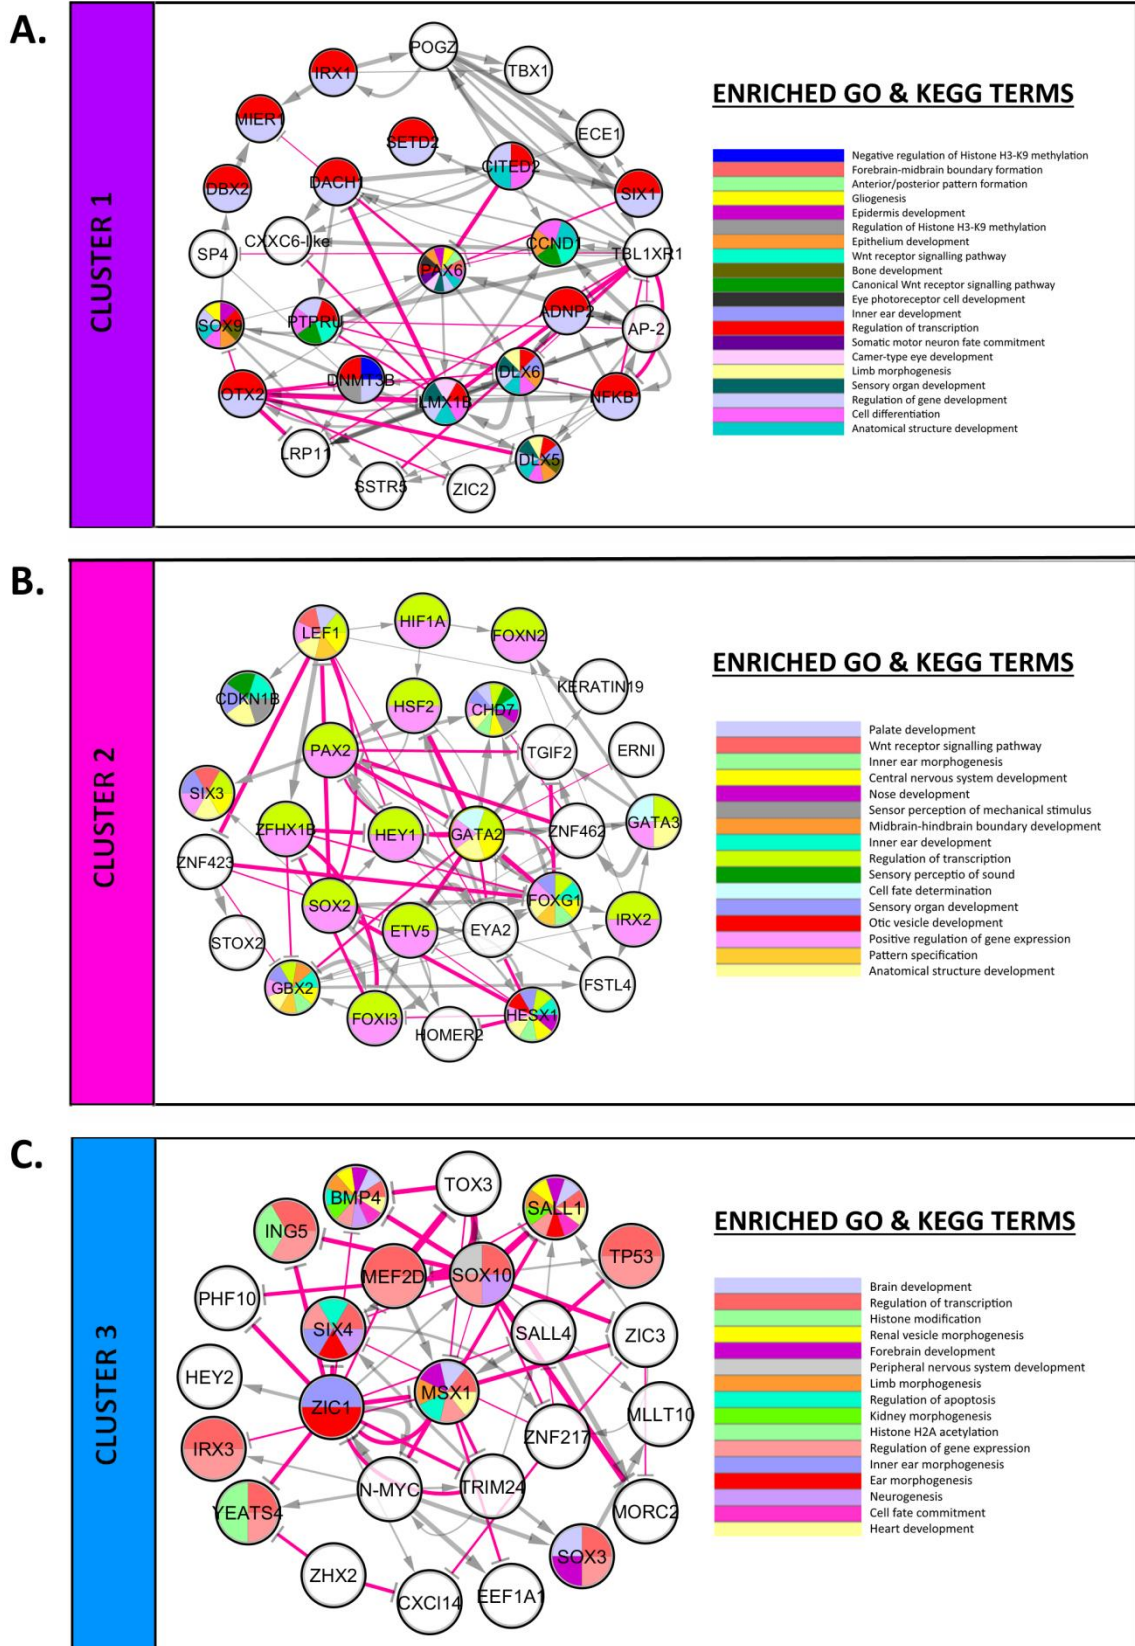 A.
CLUSTER 1
POGZ
IRX1
TBX1
MIER1
ECE1
SETD2
CITED2
DACH1
SIX1
DBX2
CXXC6-like
CCND1
SP4
TBL1XR1
PAX6
ADNP2
SOX9
PTPRU
AP-2
DLX6
DNMT3B
OTX2
LMX1B
NFKB
LRP11
DLX5
SSTR5
ZIC2
ENRICHED GO & KEGG TERMS
Negative regulation of Histone H3-K9 methylation
Forebrain-midbrain boundary formation
Anterior/posterior pattern formation
Gliogenesis
Epidermis development
Regulation of Histone H3-K9 methylation
Epithelium development
Wnt receptor signalling pathway
Bone development
Canonical Wnt receptor signalling pathway
Eye photoreceptor cell development
Inner ear development
Regulation of transcription
Somatic motor neuron fate commitment
Camer-type eye development
Limb morphogenesis
Sensory organ development
Regulation of gene development
Cell differentiation
Anatomical structure development
B.
CLUSTER 2
LEF1
HIF1A
FOXN2
CDKN1B
KERATIN19
HSF2
CHD7
PAX2
TGIF2
ERNI
SIX3
ZFHX1B
HEY1
GATA2
ZNF462
GATA3
ZNF423
SOX2
FOXG1
ETV5
EYA2
IRX2
STOX2
GBX2
FSTL4
FOXI3
HOMER2
HESX1
ENRICHED GO & KEGG TERMS
Palate development
Wnt receptor signalling pathway
Inner ear morphogenesis
Central nervous system development
Nose development
Sensor perception of mechanical stimulus
Midbrain-hindbrain boundary development
Inner ear development
Regulation of transcription
Sensory perceptio of sound
Cell fate determination
Sensory organ development
Otic vesicle development
Positive regulation of gene expression
Pattern specification
Anatomical structure development
C.
CLUSTER 3
BMP4
TOX3
SALL1
ING5
TP53
MEF2D
SOX10
PHF10
SIX4
SALL4
ZIC3
HEY2
ZIC1
MSX1
MLLT10
ZNF217
IRX3
N-MYC
TRIM24
YEATS4
MORC2
SOX3
ZHX2
CXCl14
EEF1A1
ENRICHED GO & KEGG TERMS
Brain development
Regulation of transcription
Histone modification
Renal vesicle morphogenesis
Forebrain development
Peripheral nervous system development
Limb morphogenesis
Regulation of apoptosis
Kidney morphogenesis
Histone H2A acetylation
Regulation of gene expression
Inner ear morphogenesis
Ear morphogenesis
Neurogenesis
Cell fate commitment
Heart development